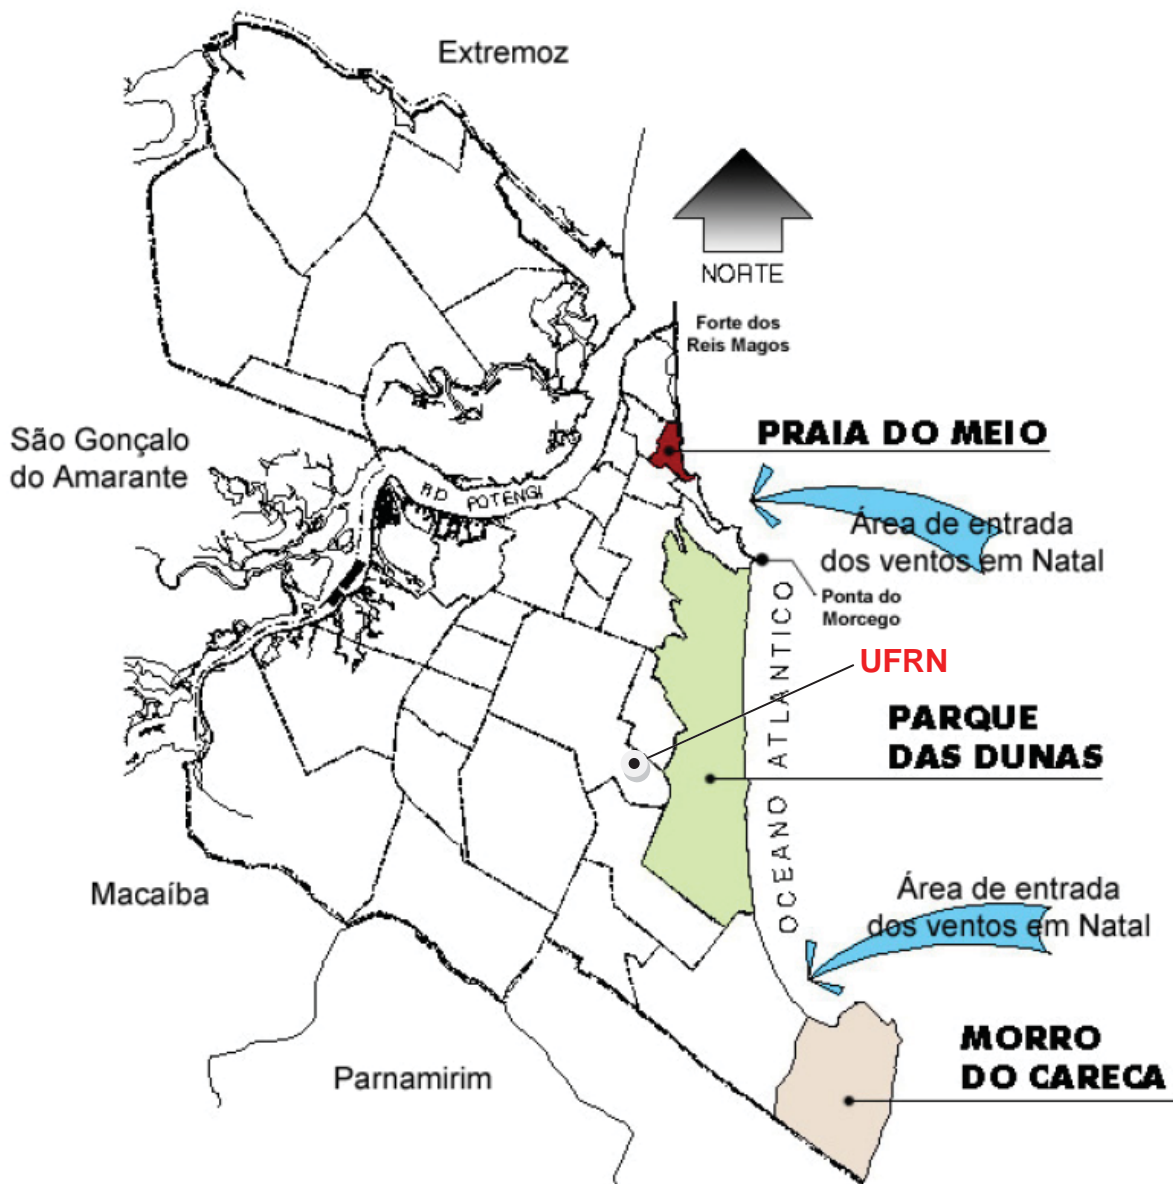 Extremoz
NORTE
Forte dos
Reis Magos
PRAIA DO MEIO
São Gonçalo
do Amarante
RIO POTENGI
Área de entrada
dos ventos em Natal
Ponta do
Morcego
UFRN
OCEANO ATLANTICO
PARQUE
DAS DUNAS
Macaíba
Área de entrada
dos ventos em Natal
MORRO
DO CARECA
Parnamirim